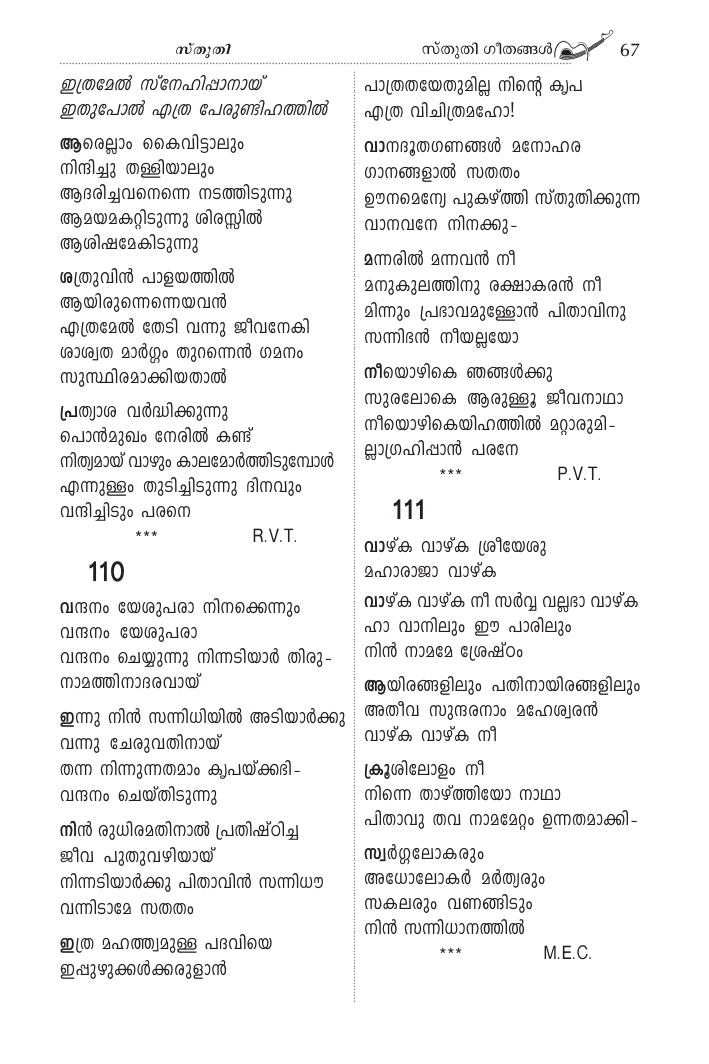 സ്തുതി
സ്തുതി ഗീതങ്ങൾ 67
ഇത്രമേൽ സ്നേഹിപ്പാനായ്
ഇതുപോൽ എത്ര പേരുണ്ടിഹത്തിൽ
ആരെല്ലാം കൈവിട്ടാലും
നിന്ദിച്ചു തള്ളിയാലും
ആദരിച്ചവനെന്നെ നടത്തിടുന്നു
ആമയമകറ്റിടുന്നു ശിരസ്സിൽ
ആശിഷമേകിടുന്നു
ശത്രുവിൻ പാളയത്തിൽ
ആയിരുന്നെന്നെയവൻ
എത്രമേൽ തേടി വന്നു ജീവനേകി
ശാശ്വത മാർഗ്ഗം തുറന്നെൻ ഗമനം
സുസ്ഥിരമാക്കിയതാൽ
പ്രത്യാശ വർദ്ധിക്കുന്നു
പൊൻമുഖം നേരിൽ കണ്ട്
നിത്യമായ് വാഴും കാലമോർത്തിടുമ്പോൾ
എന്നുള്ളം തുടിച്ചിടുന്നു ദിനവും
വന്ദിച്ചിടും പരനെ
*** R.V.T.
110
വന്ദനം യേശുപരാ നിനക്കെന്നും
വന്ദനം യേശുപരാ
വന്ദനം ചെയ്യുന്നു നിന്നടിയാർ തിരു-
നാമത്തിനാദരവായ്
ഇന്നു നിൻ സന്നിധിയിൽ അടിയാർക്കു
വന്നു ചേരുവതിനായ്
തന്ന നിന്നുന്നതമാം കൃപയ്ക്കഭി-
വന്ദനം ചെയ്തിടുന്നു
നിൻ രുധിരമതിനാൽ പ്രതിഷ്ഠിച്ച
ജീവ പുതുവഴിയായ്
നിന്നടിയാർക്കു പിതാവിൻ സന്നിധൗ
വന്നിടാമേ സതതം
ഇത്ര മഹത്ത്വമുള്ള പദവിയെ
ഇപ്പുഴുക്കൾക്കരുളാൻ
പാത്രതയേതുമില്ല നിന്റെ കൃപ
എത്ര വിചിത്രമഹോ!
വാനദൂതഗണങ്ങൾ മനോഹര
ഗാനങ്ങളാൽ സതതം
ഊനമെന്യേ പുകഴ്ത്തി സ്തുതിക്കുന്ന
വാനവനേ നിനക്കു-
മന്നരിൽ മന്നവൻ നീ
മനുകുലത്തിനു രക്ഷാകരൻ നീ
മിന്നും പ്രഭാവമുള്ളോൻ പിതാവിനു
സന്നിഭൻ നീയല്ലയോ
നീയൊഴികെ ഞങ്ങൾക്കു
സുരലോകെ ആരുള്ളൂ ജീവനാഥാ
നീയൊഴികെയിഹത്തിൽ മറ്റാരുമി-
ല്ലാഗ്രഹിപ്പാൻ പരനേ
*** P.V.T.
111
വാഴ്ക വാഴ്ക ശ്രീയേശു
മഹാരാജാ വാഴ്ക
വാഴ്ക വാഴ്ക നീ സർവ്വ വല്ലഭാ വാഴ്ക
ഹാ വാനിലും ഈ പാരിലും
നിൻ നാമമേ ശ്രേഷ്ഠം
ആയിരങ്ങളിലും പതിനായിരങ്ങളിലും
അതീവ സുന്ദരനാം മഹേശ്വരൻ
വാഴ്ക വാഴ്ക നീ
ക്രൂശിലോളം നീ
നിന്നെ താഴ്ത്തിയോ നാഥാ
പിതാവു തവ നാമമേറ്റം ഉന്നതമാക്കി-
സ്വർഗ്ഗലോകരും
അധോലോകർ മർത്യരും
സകലരും വണങ്ങിടും
നിൻ സന്നിധാനത്തിൽ
*** M.E.C.